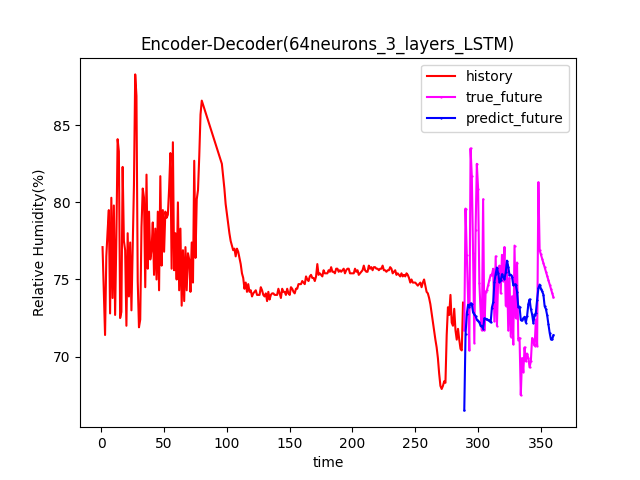 Encoder-Decoder(64neurons_3_layers_LSTM)
history
true_future
predict_future
Relative Humidity(%)
85
80
75
70
0 50 100 150 200 250 300 350
time